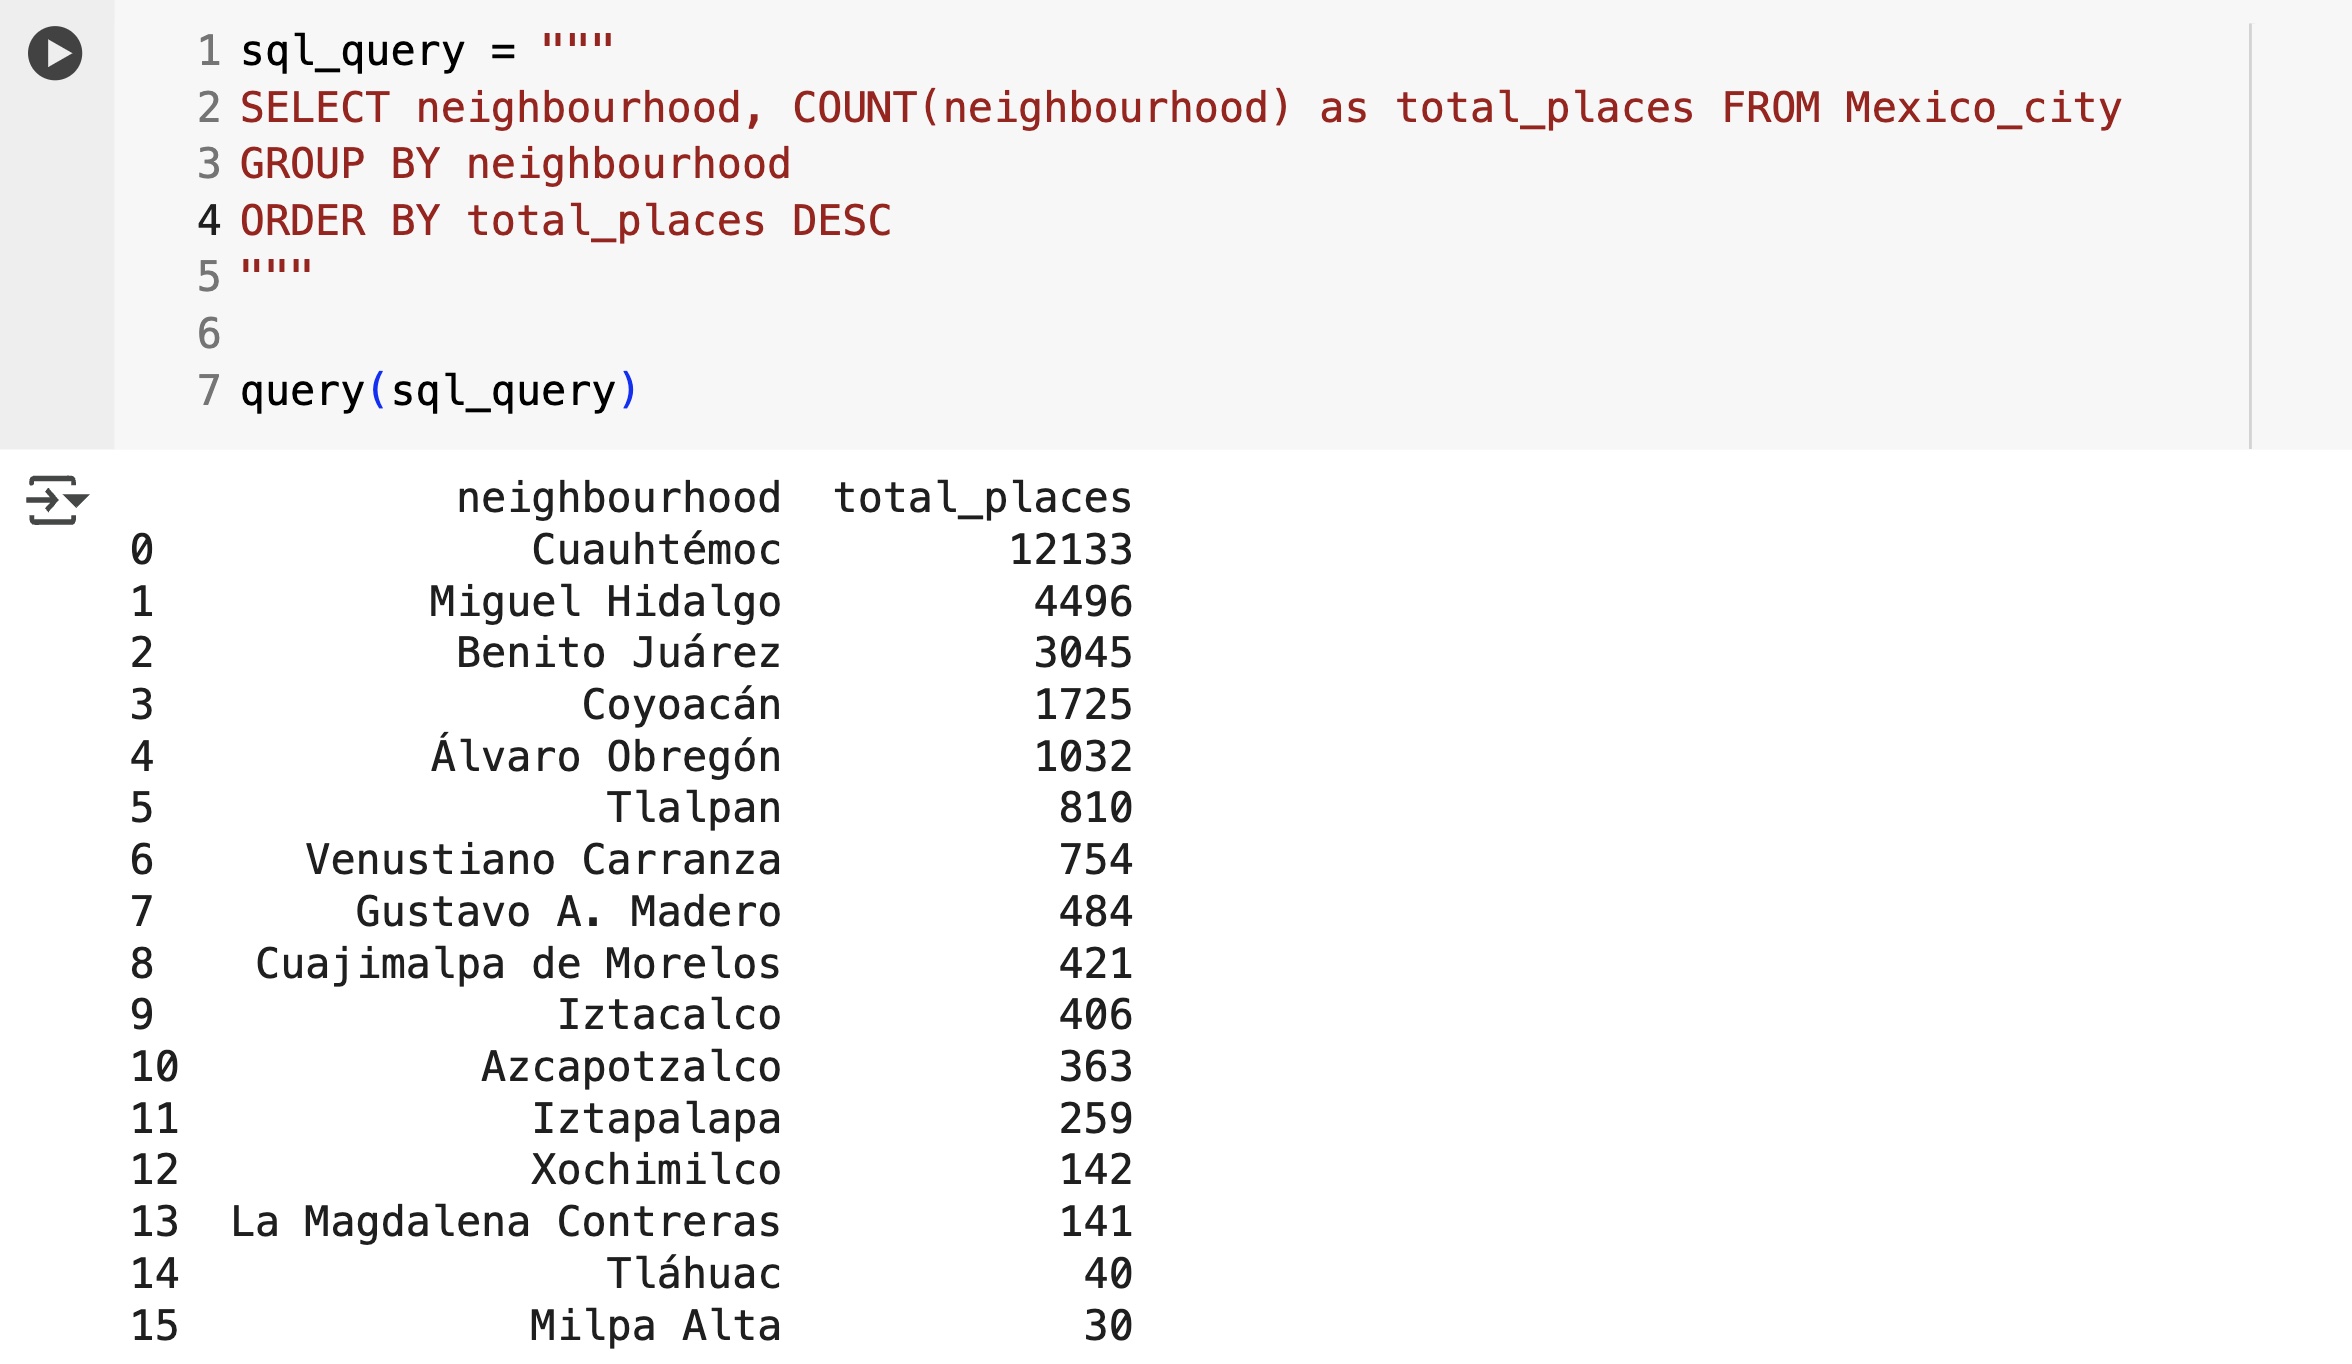 1 sql_query = """
2 SELECT neighbourhood, COUNT(neighbourhood) as total_places FROM Mexico_city
3 GROUP BY neighbourhood
4 ORDER BY total_places DESC
5 """
6
7 query(sql_query)
neighbourhood total_places
0 Cuauhtémoc 12133
1 Miguel Hidalgo 4496
2 Benito Juárez 3045
3 Coyoacán 1725
4 Álvaro Obregón 1032
5 Tlalpan 810
6 Venustiano Carranza 754
7 Gustavo A. Madero 484
8 Cuajimalpa de Morelos 421
9 Iztacalco 406
10 Azcapotzalco 363
11 Iztapalapa 259
12 Xochimilco 142
13 La Magdalena Contreras 141
14 Tláhuac 40
15 Milpa Alta 30